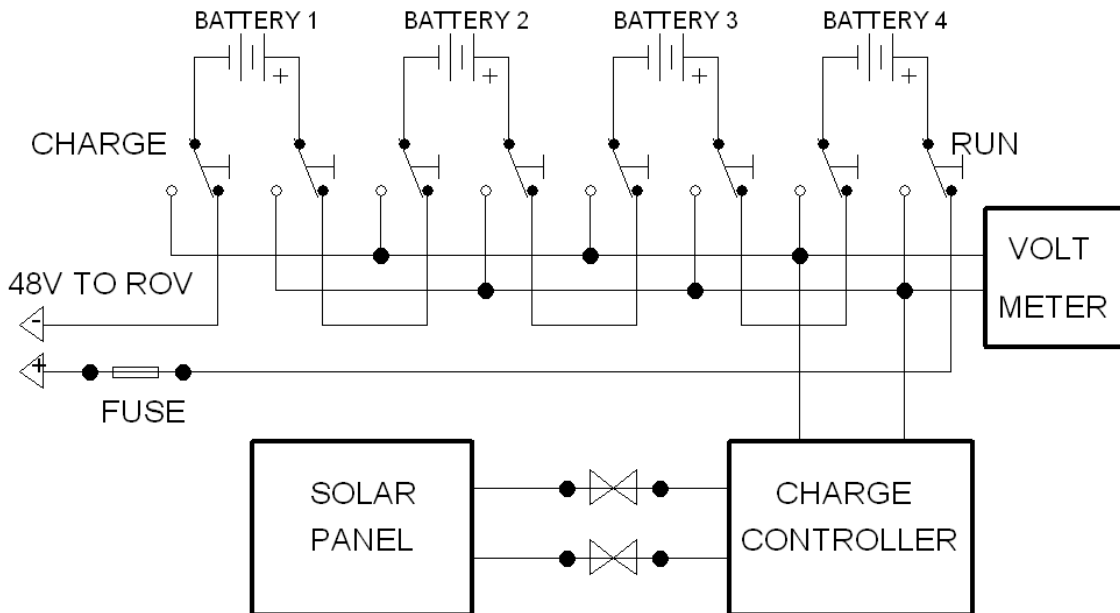 BATTERY 1
BATTERY 2
BATTERY 3
BATTERY 4
+
+
+
+
CHARGE
RUN
VOLT
METER
48V TO ROV
-
+
FUSE
SOLAR
PANEL
CHARGE
CONTROLLER